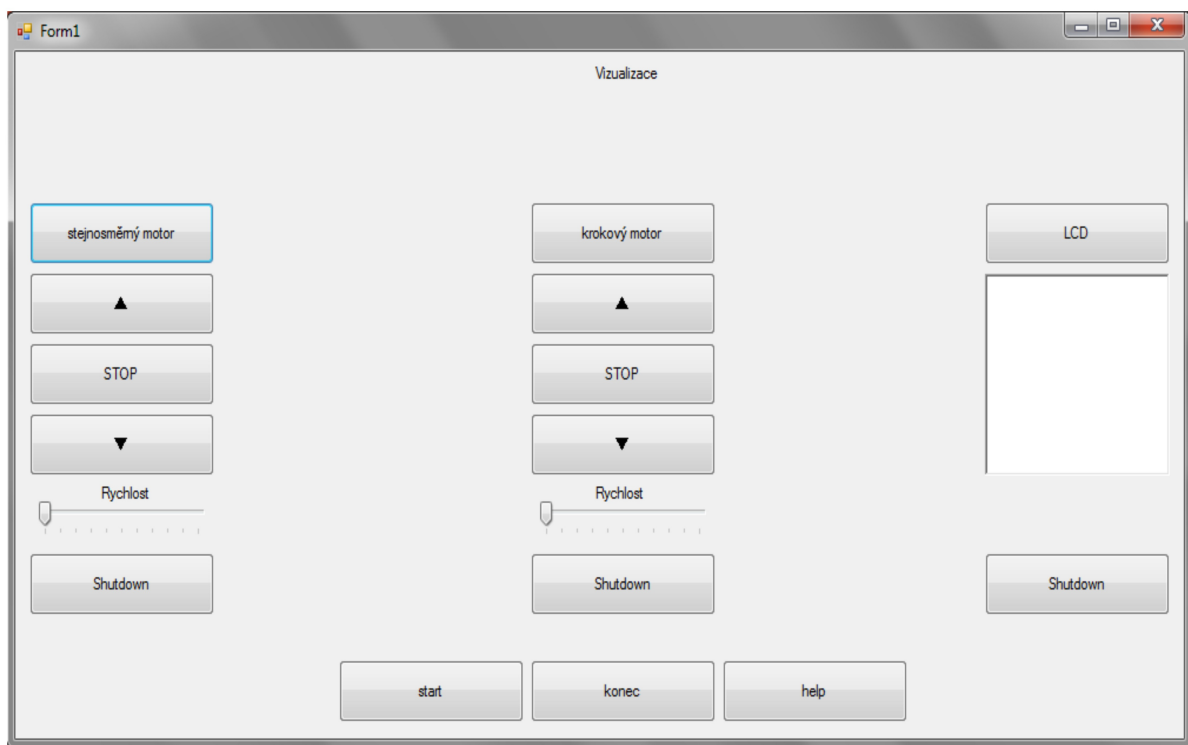 Form1
Vizualizace
stejnosměrný motor
krokový motor
LCD
▲
▲
STOP
STOP
▼
▼
Rychlost
Rychlost
Shutdown
Shutdown
Shutdown
start
konec
help